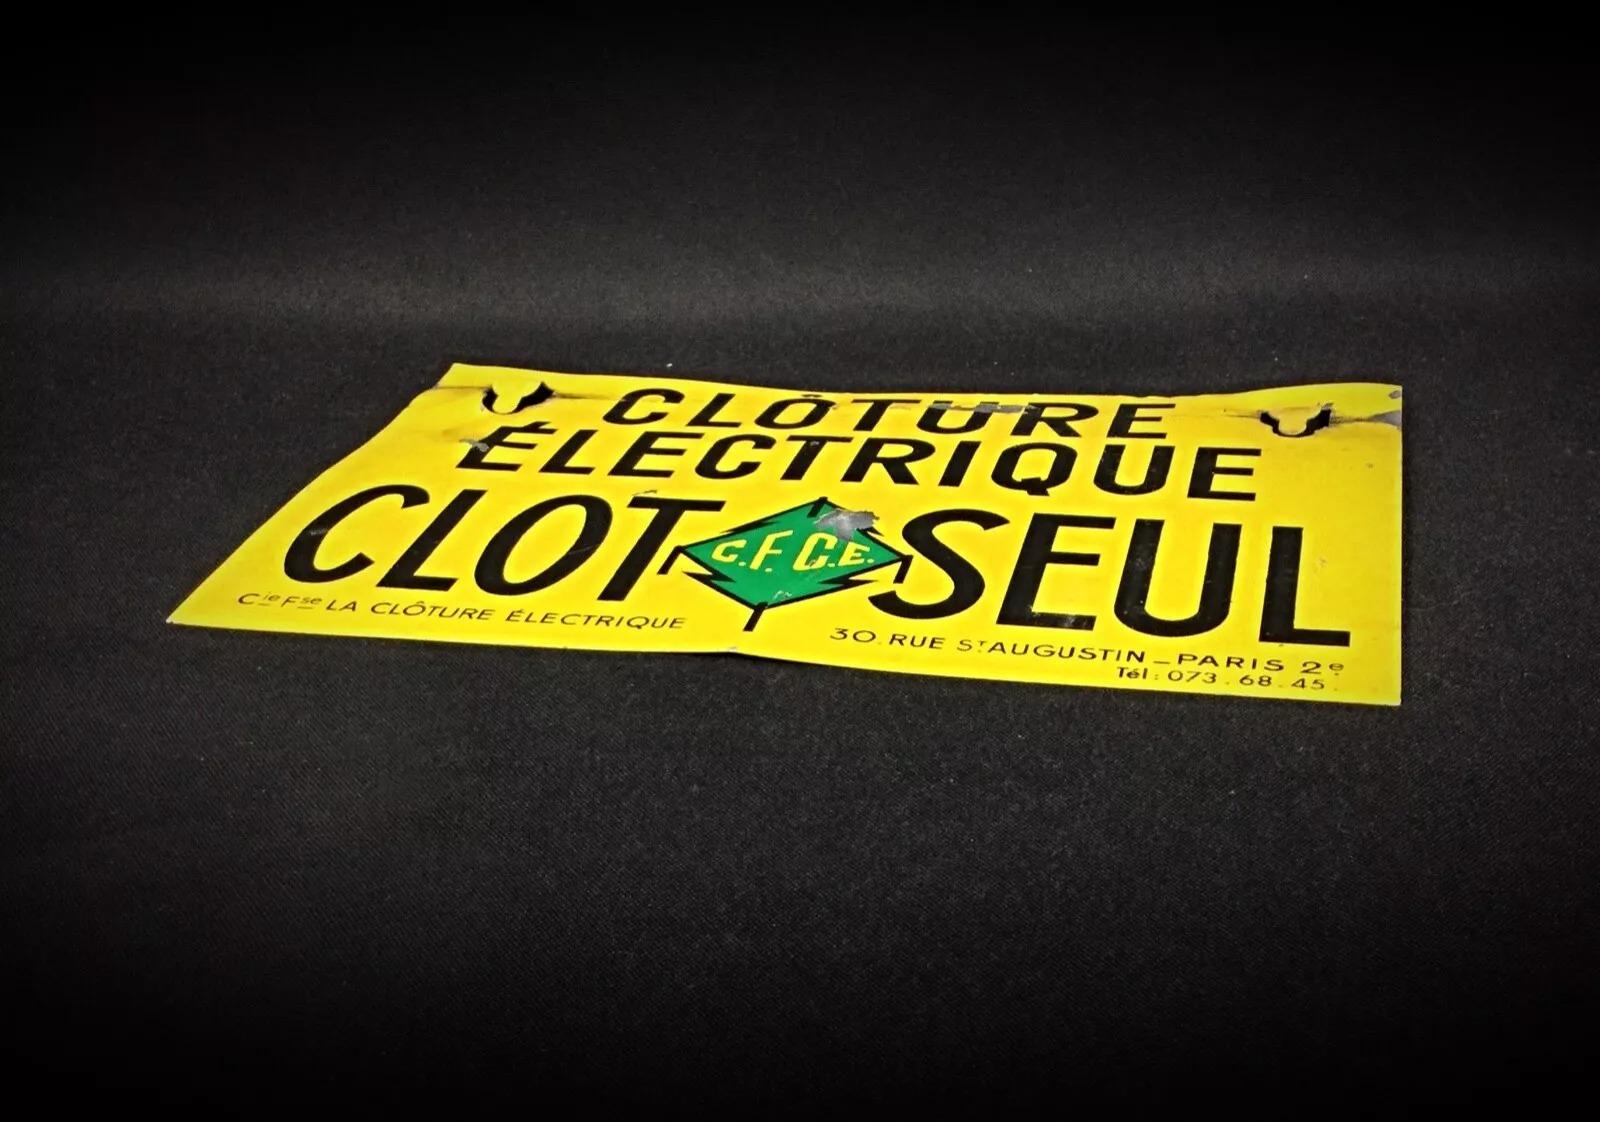 CLÔTURE
ÉLECTRIQUE
CLOT C.F.C.E. SEUL
Cie Fse LA CLÔTURE ÉLECTRIQUE
30. RUE ST AUGUSTIN _ PARIS 2e
Tél : 073 . 68 . 45.